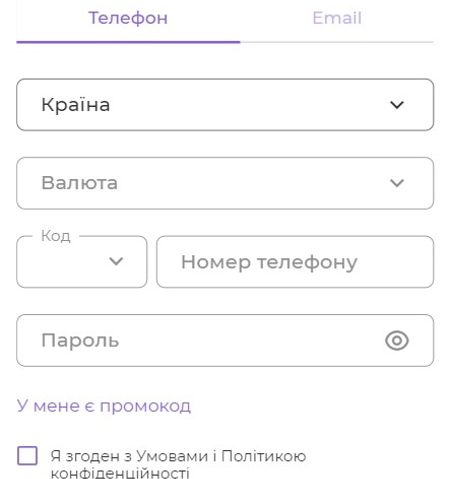 Телефон Email
Країна
Валюта
Код
Номер телефону
Пароль
У мене є промокод
Я згоден з Умовами і Політикою
конфіденційності